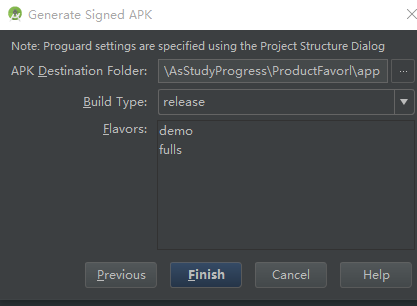 Generate Signed APK
Note: Proguard settings are specified using the Project Structure Dialog
APK Destination Folder: \AsStudyProgress\ProductFavorl\app ...
Build Type: release
Flavors: demo
fulls
Previous Finish Cancel Help